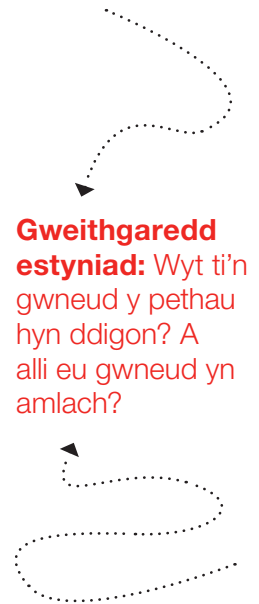 Gweithgaredd
estyniad: Wyt ti’n
gwneud y pethau
hyn ddigon? A
alli eu gwneud yn
amlach?